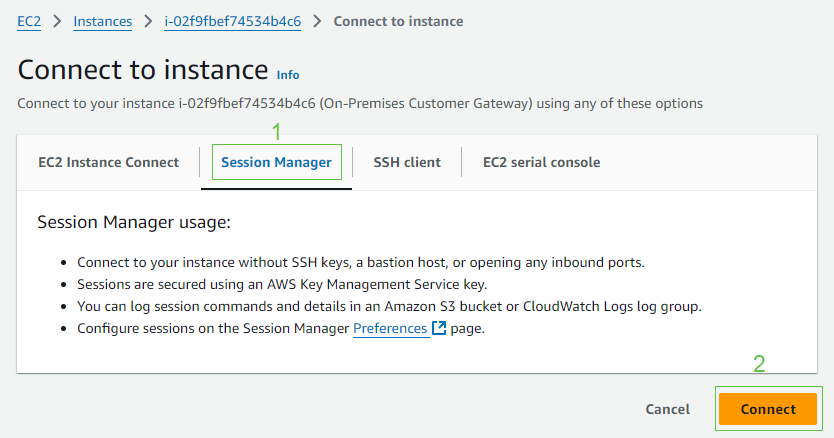 EC2 > Instances > i-02f9fbef74534b4c6 > Connect to instance
Connect to instance Info
Connect to your instance i-02f9fbef74534b4c6 (On-Premises Customer Gateway) using any of these options
1
EC2 Instance Connect Session Manager SSH client EC2 serial console
Session Manager usage:
• Connect to your instance without SSH keys, a bastion host, or opening any inbound ports.
• Sessions are secured using an AWS Key Management Service key.
• You can log session commands and details in an Amazon S3 bucket or CloudWatch Logs log group.
• Configure sessions on the Session Manager Preferences page.
2
Cancel Connect